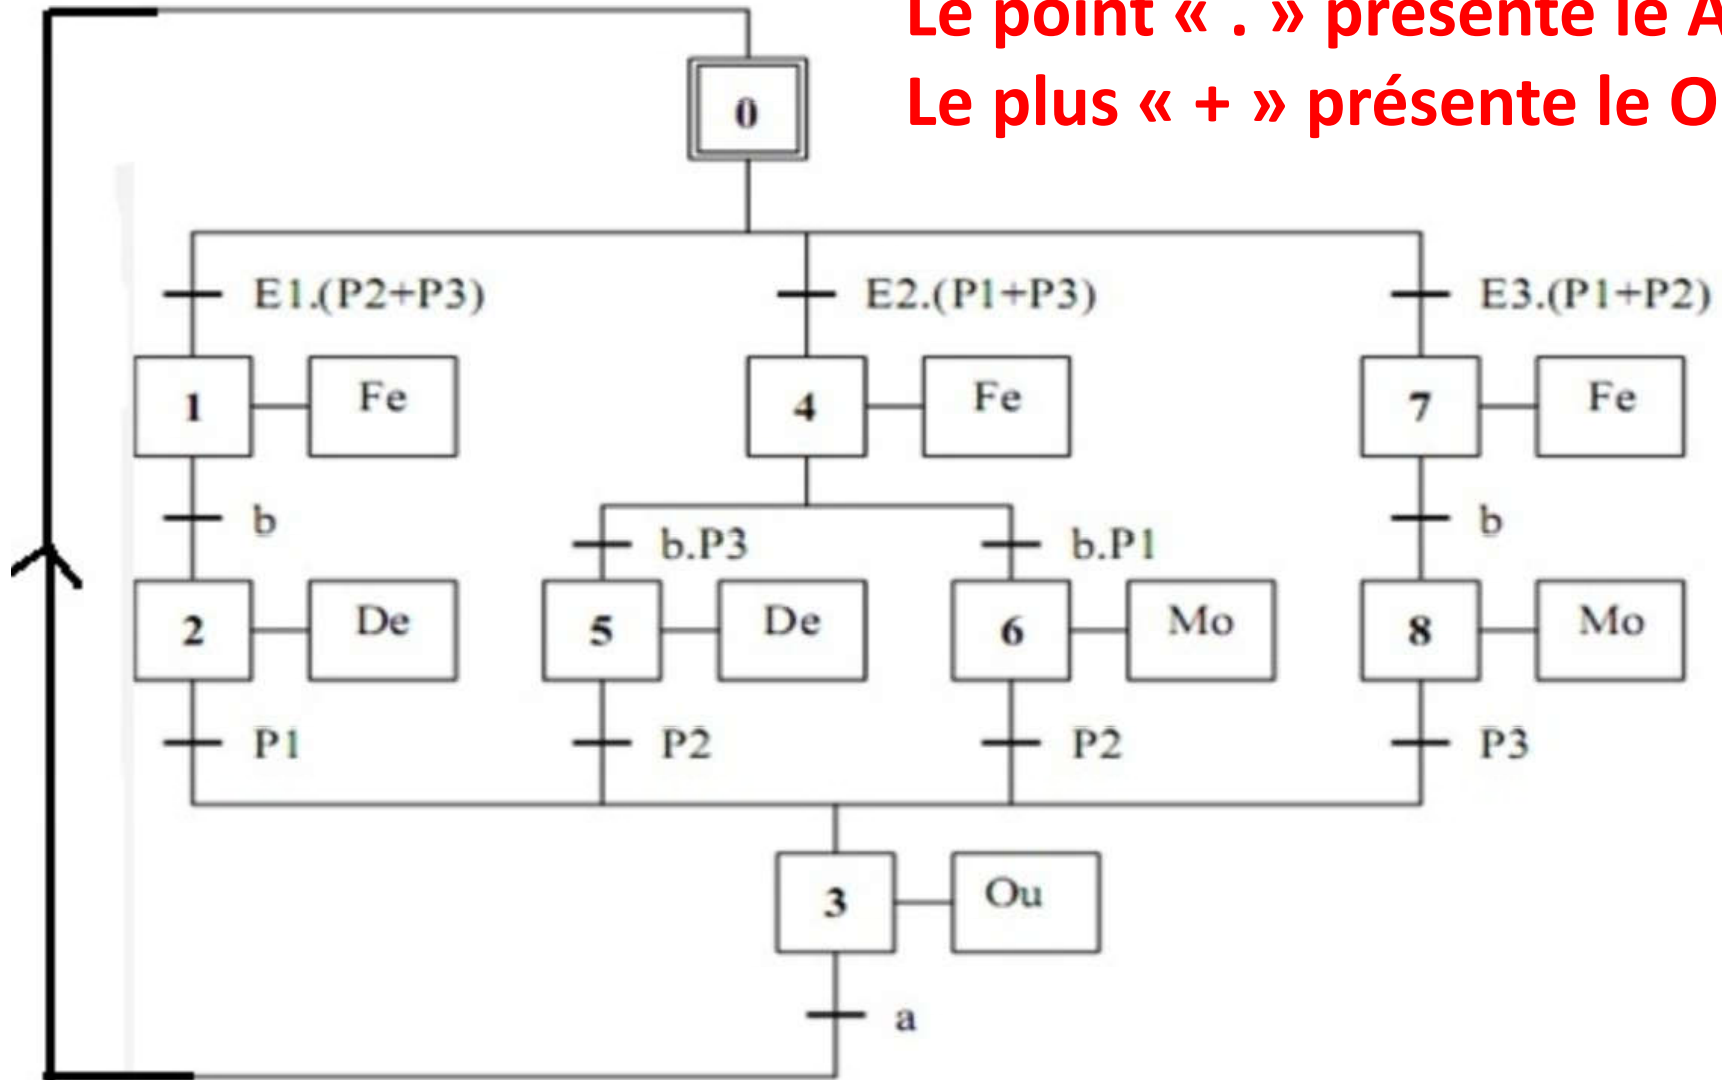 Le point « . » présente le
Le plus « + » présente le O
0
E1.(P2+P3)
E2.(P1+P3)
E3.(P1+P2)
1
Fe
4
Fe
7
Fe
b
b.P3
b.P1
b
2
De
5
De
6
Mo
8
Mo
P1
P2
P2
P3
3
Ou
a